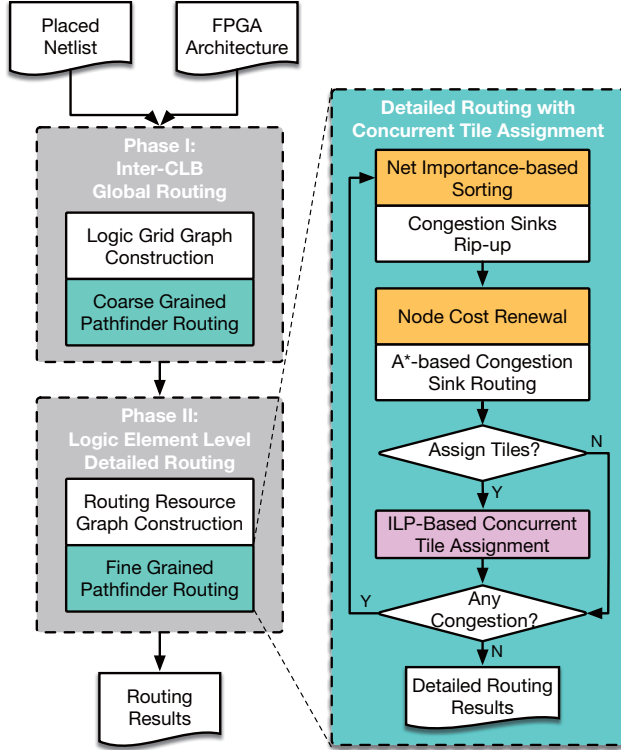 Placed
Netlist
FPGA
Architecture
Phase I:
Inter-CLB
Global Routing
Logic Grid Graph
Construction
Coarse Grained
Pathfinder Routing
Phase II:
Logic Element Level
Detailed Routing
Routing Resource
Graph Construction
Fine Grained
Pathfinder Routing
Routing
Results
Detailed Routing with
Concurrent Tile Assignment
Net Importance-based
Sorting
Congestion Sinks
Rip-up
Node Cost Renewal
A*-based Congestion
Sink Routing
Assign Tiles?
N
Y
ILP-Based Concurrent
Tile Assignment
Y
Any
Congestion?
N
Detailed Routing
Results